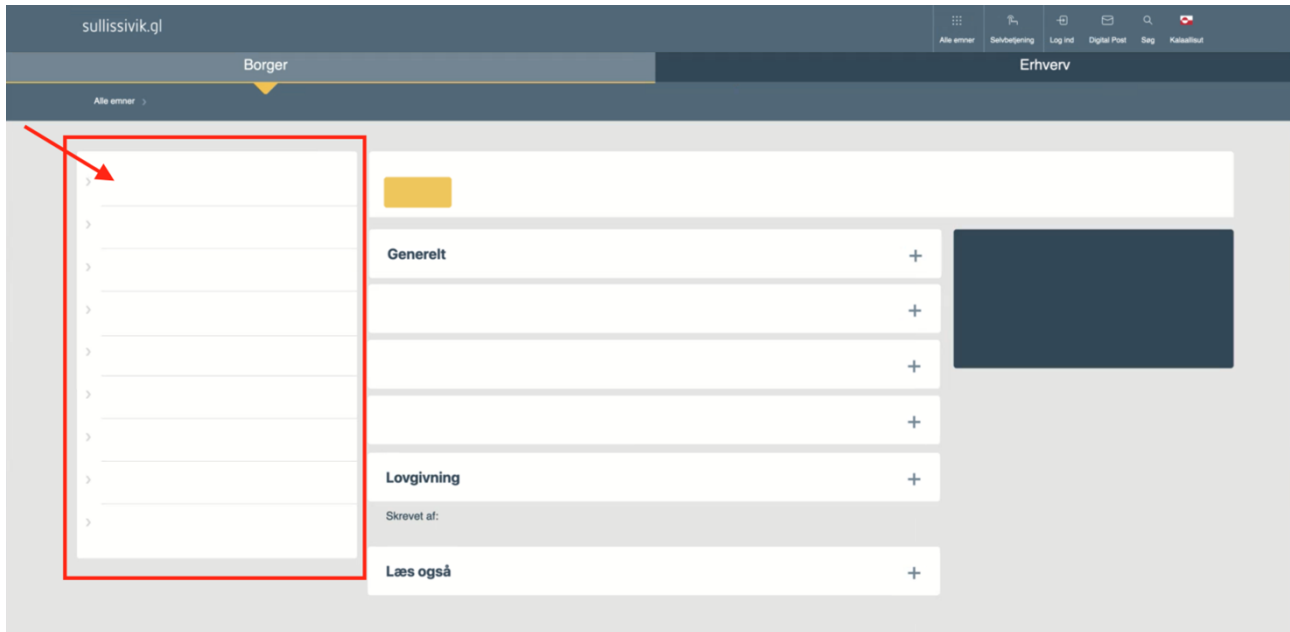 sullissivik.gl
Alle emner
Selvbetjening
Log ind
Digital Post
Søg
Kalaallisut
Borger
Erhverv
Alle emner
Generelt
Lovgivning
Skrevet af:
Læs også